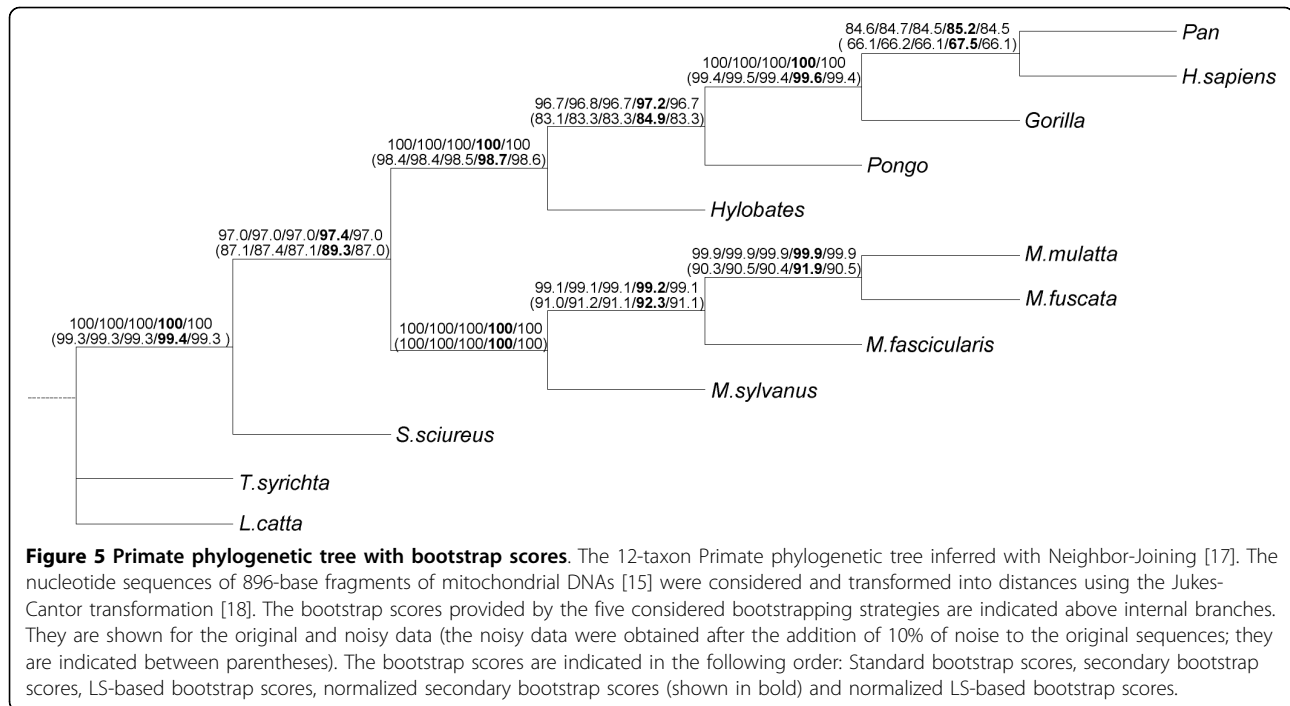 84.6/84.7/84.5/85.2/84.5
( 66.1/66.2/66.1/67.5/66.1)
Pan
H.sapiens
100/100/100/100/100
(99.4/99.5/99.4/99.6/99.4)
Gorilla
96.7/96.8/96.7/97.2/96.7
(83.1/83.3/83.3/84.9/83.3)
Pongo
100/100/100/100/100
(98.4/98.4/98.5/98.7/98.6)
Hylobates
97.0/97.0/97.0/97.4/97.0
(87.1/87.4/87.1/89.3/87.0)
99.9/99.9/99.9/99.9/99.9
(90.3/90.5/90.4/91.9/90.5)
M.mulatta
M.fuscata
99.1/99.1/99.1/99.2/99.1
(91.0/91.2/91.1/92.3/91.1)
M.fascicularis
100/100/100/100/100
(100/100/100/100/100)
M.sylvanus
100/100/100/100/100
(99.3/99.3/99.3/99.4/99.3 )
S.sciureus
T.syrichta
L.catta
Figure 5 Primate phylogenetic tree with bootstrap scores. The 12-taxon Primate phylogenetic tree inferred with Neighbor-Joining [17]. The
nucleotide sequences of 896-base fragments of mitochondrial DNAs [15] were considered and transformed into distances using the Jukes-
Cantor transformation [18]. The bootstrap scores provided by the five considered bootstrapping strategies are indicated above internal branches.
They are shown for the original and noisy data (the noisy data were obtained after the addition of 10% of noise to the original sequences; they
are indicated between parentheses). The bootstrap scores are indicated in the following order: Standard bootstrap scores, secondary bootstrap
scores, LS-based bootstrap scores, normalized secondary bootstrap scores (shown in bold) and normalized LS-based bootstrap scores.